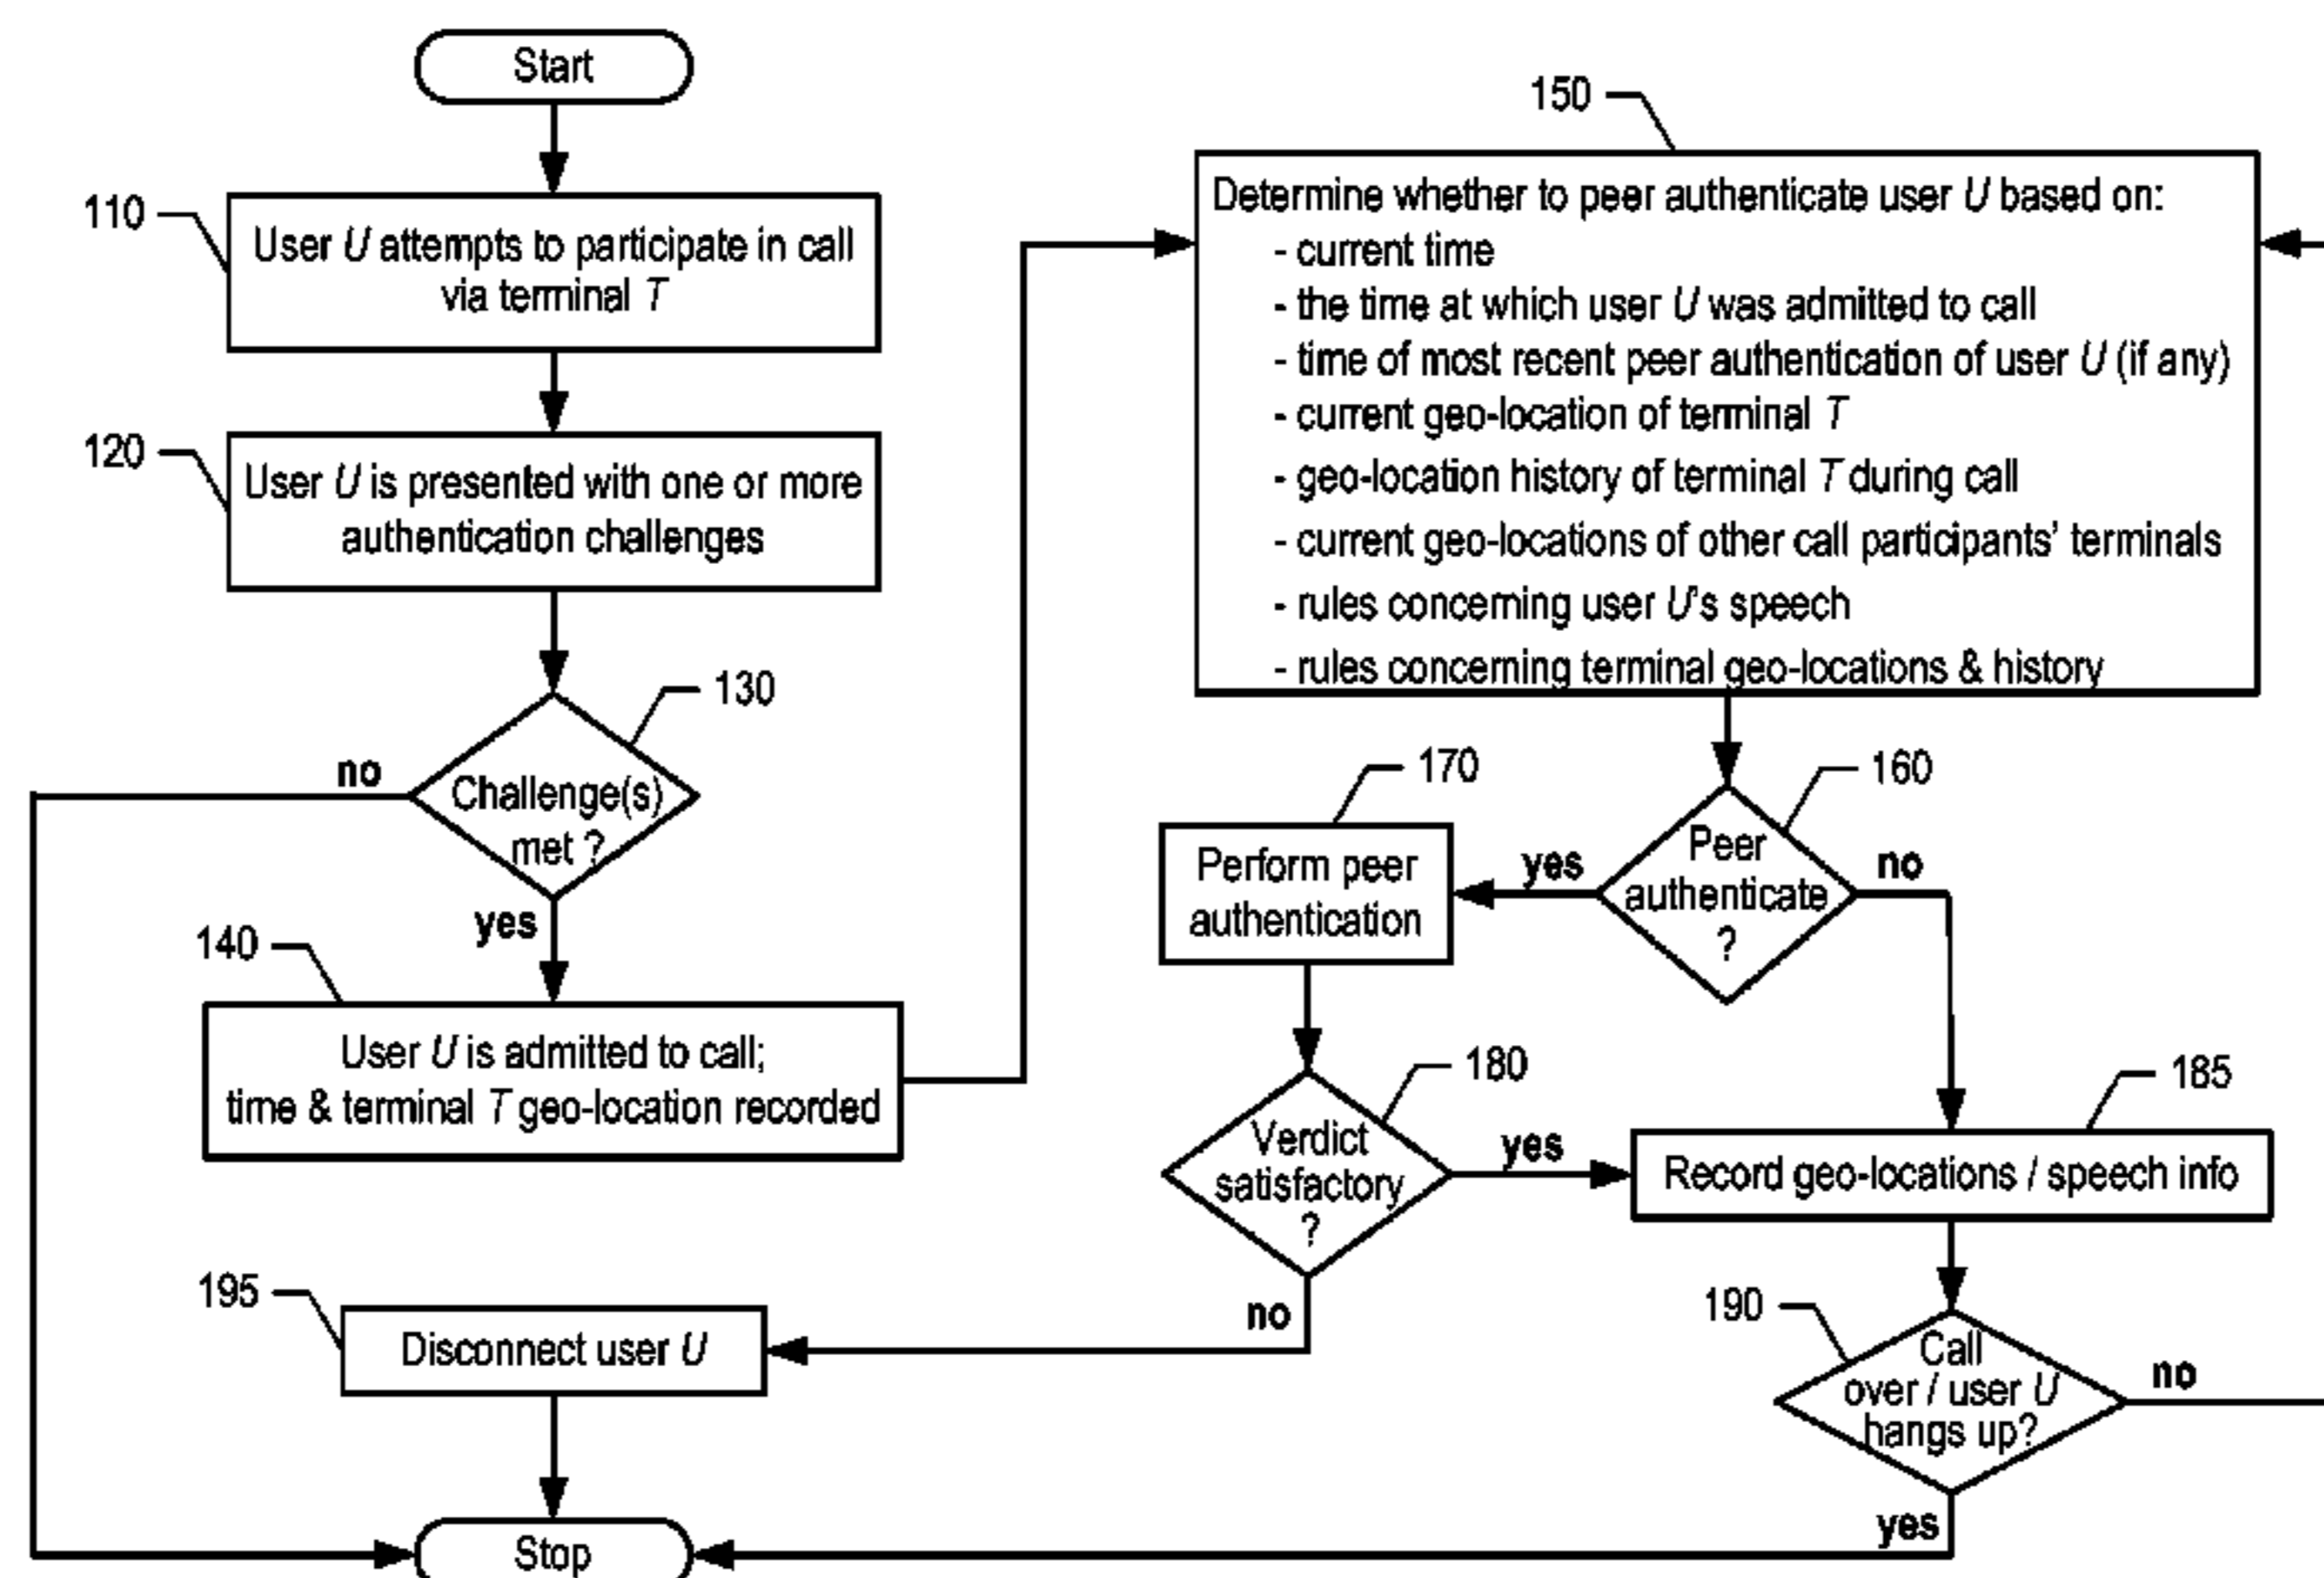 Start
110
User U attempts to participate in call
via terminal T
120
User U is presented with one or more
authentication challenges
130
no
Challenge(s)
met ?
yes
140
User U is admitted to call;
time & terminal T geo-location recorded
150
Determine whether to peer authenticate user U based on:
- current time
- the time at which user U was admitted to call
- time of most recent peer authentication of user U (if any)
- current geo-location of terminal T
- geo-location history of terminal T during call
- current geo-locations of other call participants' terminals
- rules concerning user U's speech
- rules concerning terminal geo-locations & history
160
Peer
authenticate
?
yes
no
170
Perform peer
authentication
180
Verdict
satisfactory
?
yes
no
185
Record geo-locations / speech info
190
Call
over / user U
hangs up?
no
yes
195
Disconnect user U
Stop